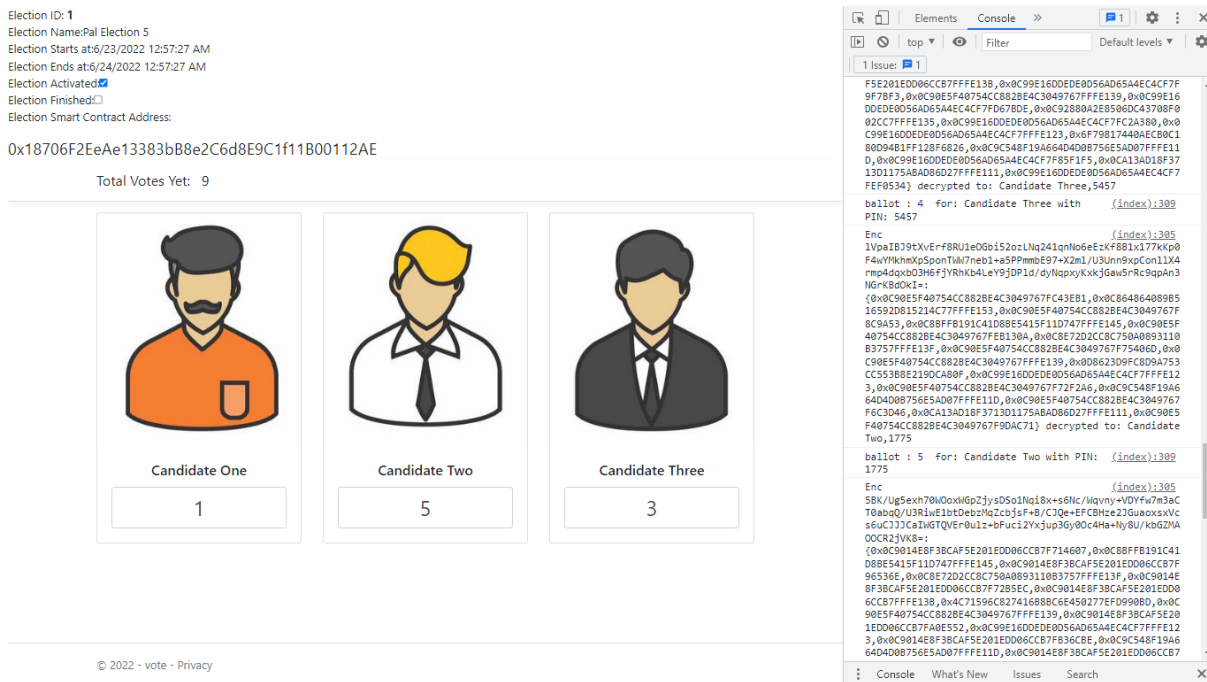 Election ID: 1
Election Name:Pal Election 5
Election Starts at:6/23/2022 12:57:27 AM
Election Ends at:6/24/2022 12:57:27 AM
Election Activated:
Election Finished:
Election Smart Contract Address:
0x18706F2EeAe13383bB8e2C6d8E9C1f11B00112AE
Total Votes Yet: 9
Candidate One
Candidate Two
Candidate Three
1
5
3
© 2022 - vote - Privacy
Elements Console » 1
top ▼ Filter Default levels ▼
1 Issue: 1
F5E201EDD06CCB7FFFE13B,0x0C99E16DDEDE0D56AD65A4EC4CF7F
9F7BF3,0x0C90E5F40754CC882BE4C3049767FFFE139,0x0C99E16
DDEDE0D56AD65A4EC4CF7FD67BDE,0x0C92880A2E8506DC43708F0
02CC7FFFE135,0x0C99E16DDEDE0D56AD65A4EC4CF7FC2A380,0x0
C99E16DDEDE0D56AD65A4EC4CF7FFFE123,0x6F79817440AECB0C1
80D94B1FF128F6826,0x0C9C548F19A664D4D0B756E5AD07FFFE11
D,0x0C99E16DDEDE0D56AD65A4EC4CF7F85F1F5,0x0CA13AD18F37
13D1175ABAD86D27FFFE111,0x0C99E16DDEDE0D56AD65A4EC4CF7
FEF0534} decrypted to: Candidate Three,5457
ballot : 4 for: Candidate Three with (index):309
PIN: 5457
Enc (index):305
lVpaIBJ9tXvErf8RU1eOGbi52ozLNq241qnNo6eEzKf8B1x177kKp0
F4wYMkhmXpSponTWW7neb1+a5PPmmbE97+X2ml/U3Unn9xpConl1X4
rmp4dqxbO3H6fjYRhKb4LeY9jDPld/dyNqpxyKxkjGaw5rRc9qpAn3
NGrKBdOkI=:
{0x0C90E5F40754CC882BE4C3049767FC43EB1,0x0C864864089B5
16592D815214C77FFFE153,0x0C90E5F40754CC882BE4C3049767F
8C9A53,0x0C8BFFB191C41D8BE5415F11D747FFFE145,0x0C90E5F
40754CC882BE4C3049767FEB130A,0x0C8E72D2CC8C750A0893110
B3757FFFE13F,0x0C90E5F40754CC882BE4C3049767F75406D,0x0
C90E5F40754CC882BE4C3049767FFFE139,0x0D8623D9FC8D9A753
CC553B8E219DCA80F,0x0C99E16DDEDE0D56AD65A4EC4CF7FFFE12
3,0x0C90E5F40754CC882BE4C3049767F72F2A6,0x0C9C548F19A6
64D4D0B756E5AD07FFFE11D,0x0C90E5F40754CC882BE4C3049767
F6C3D46,0x0CA13AD18F3713D1175ABAD86D27FFFE111,0x0C90E5
F40754CC882BE4C3049767F9DAC71} decrypted to: Candidate
Two,1775
ballot : 5 for: Candidate Two with PIN: (index):309
1775
Enc (index):305
5BK/Ug5exh70WOoxWGpZjysDSo1Nqi8x+s6Nc/Wqvny+VDYfw7m3aC
T0abqQ/U3RiwE1btDebzMqZcbjsF+B/CJQe+EFCBHze2JGuaoxsxVc
s6uCJJJCaIWGTQVEr0ulz+bFuci2Yxjup3Gy0Oc4Ha+Ny8U/kbGZMA
OOCR2jVK8=:
{0x0C9014E8F3BCAF5E201EDD06CCB7F714607,0x0C8BFFB191C41
D8BE5415F11D747FFFE145,0x0C9014E8F3BCAF5E201EDD06CCB7F
96536E,0x0C8E72D2CC8C750A0893110B3757FFFE13F,0x0C9014E
8F3BCAF5E201EDD06CCB7F72B5EC,0x0C9014E8F3BCAF5E201EDD0
6CCB7FFFE13B,0x4C71596C827416B8BC6E450277EFD990BD,0x0C
90E5F40754CC882BE4C3049767FFFE139,0x0C9014E8F3BCAF5E20
1EDD06CCB7FA0E552,0x0C99E16DDEDE0D56AD65A4EC4CF7FFFE12
3,0x0C9014E8F3BCAF5E201EDD06CCB7FB36CBE,0x0C9C548F19A6
64D4D0B756E5AD07FFFE11D,0x0C9014E8F3BCAF5E201EDD06CCB7
Console What's New Issues Search